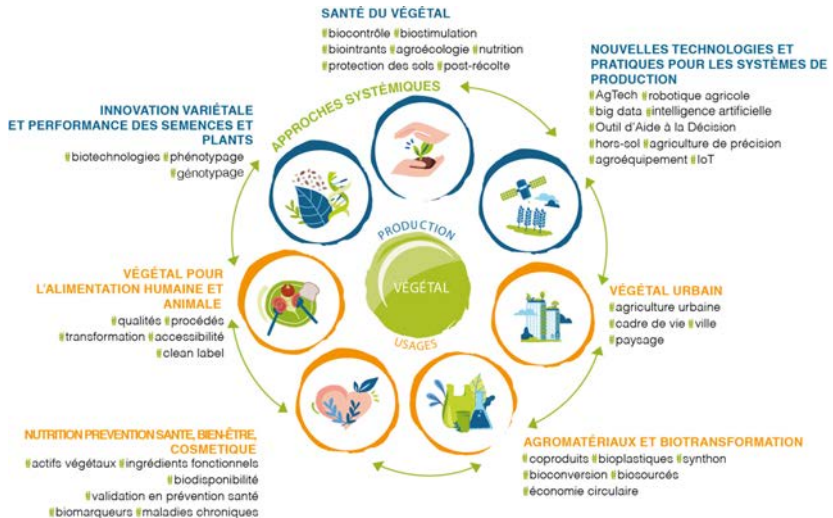 SANTÉ DU VÉGÉTAL
#biocontrôle #biostimulation
#biointrants #agroécologie #nutrition
#protection des sols #post-récolte
NOUVELLES TECHNOLOGIES ET
PRATIQUES POUR LES SYSTÈMES DE
PRODUCTION
#AgTech #robotique agricole
#big data #intelligence artificielle
#Outil d'Aide à la Décision
#hors-sol #agriculture de précision
#agroéquipement #IoT
INNOVATION VARIÉTALE
ET PERFORMANCE DES SEMENCES ET
PLANTS
#biotechnologies #phénotypage
#génotypage
APPROCHES SYSTÉMIQUES
PRODUCTION
VÉGÉTAL
USAGES
VÉGÉTAL POUR
L'ALIMENTATION HUMAINE ET
ANIMALE
#qualités #procédés
#transformation #accessibilité
#clean label
VÉGÉTAL URBAIN
#agriculture urbaine
#cadre de vie #ville
#paysage
NUTRITION PREVENTION SANTE, BIEN-ÊTRE,
COSMETIQUE
#actifs végétaux #ingrédients fonctionnels
#biodisponibilité
#validation en prévention santé
#biomarqueurs #maladies chroniques
AGROMATÉRIAUX ET BIOTRANSFORMATION
#coproduits #bioplastiques #synthon
#bioconversion #biosourcés
#économie circulaire